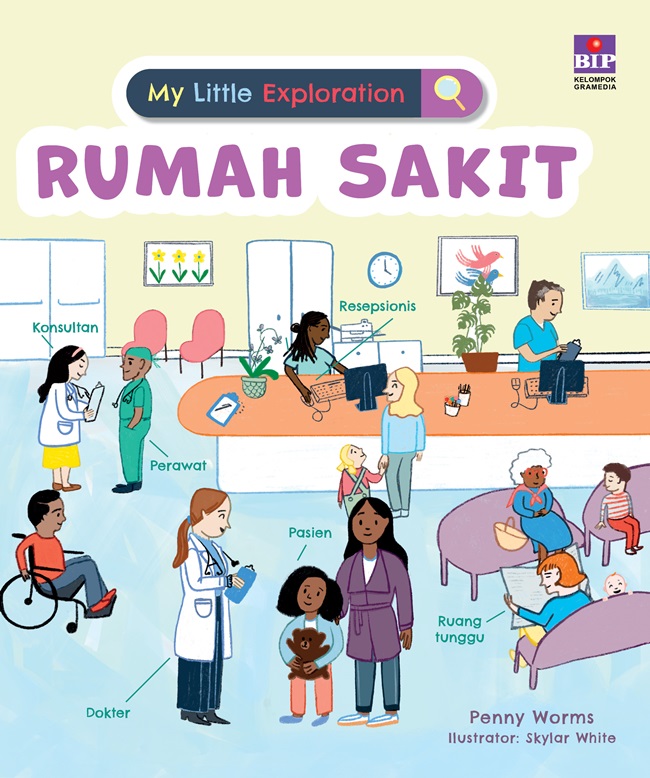 BIP
KELOMPOK
GRAMEDIA
My Little Exploration
RUMAH SAKIT
Resepsionis
Konsultan
Perawat
Pasien
Ruang
tunggu
Dokter
Penny Worms
Ilustrator: Skylar White